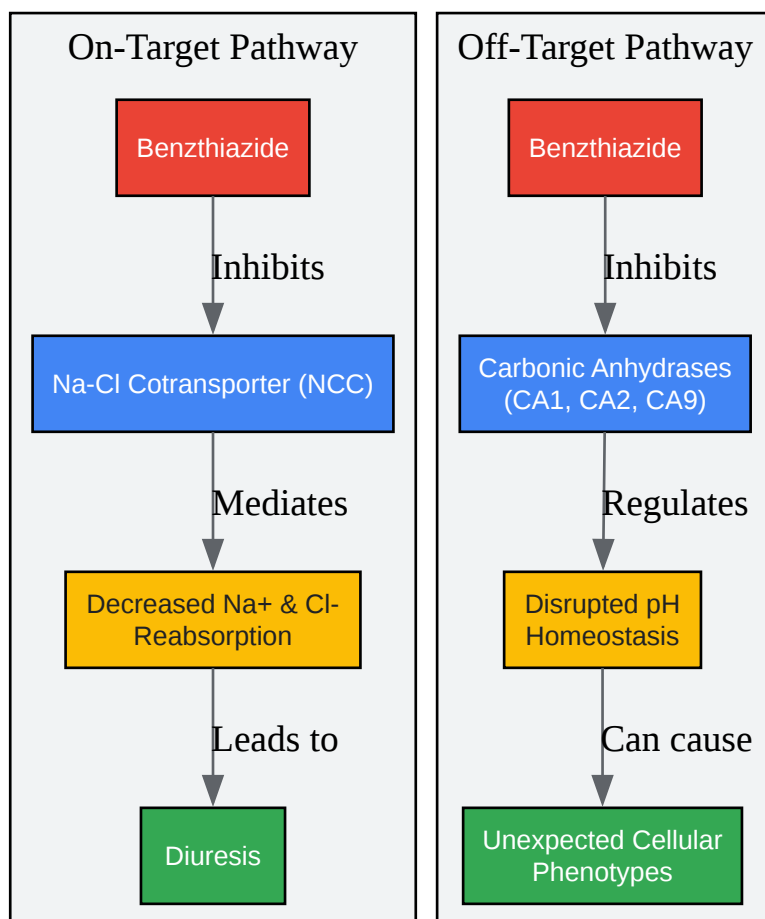 On-Target Pathway
Benzthiazide
Inhibits
Na-Cl Cotransporter (NCC)
Mediates
Decreased Na+ & Cl-
Reabsorption
Leads to
Diuresis
Off-Target Pathway
Benzthiazide
Inhibits
Carbonic Anhydrases
(CA1, CA2, CA9)
Regulates
Disrupted pH
Homeostasis
Can cause
Unexpected Cellular
Phenotypes